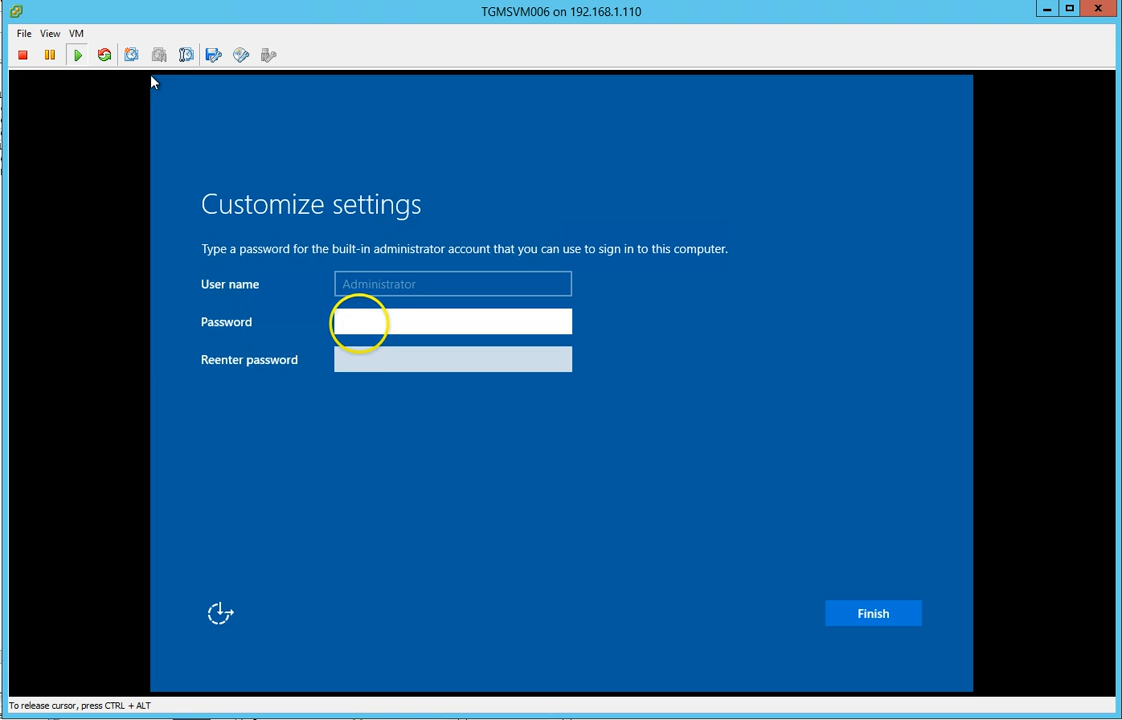 TGMSVM006 on 192.168.1.110
File View VM
Customize settings
Type a password for the built-in administrator account that you can use to sign in to this computer.
User name Administrator
Password
Reenter password
Finish
To release cursor, press CTRL + ALT